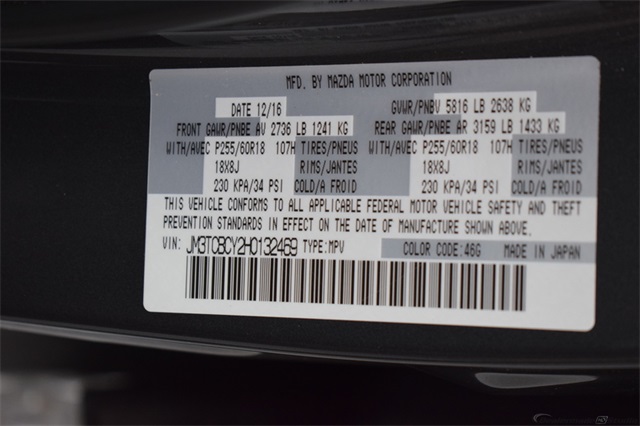 MFD. BY MAZDA MOTOR CORPORATION
DATE 12/16 GVWR/PNBV 5816 LB 2638 KG
FRONT GAWR/PNBE AV 2736 LB 1241 KG REAR GAWR/PNBE AR 3159 LB 1433 KG
WITH/AVEC P255/60R18 107H TIRES/PNEUS WITH/AVEC P255/60R18 107H TIRES/PNEUS
18X8J RIMS/JANTES 18X8J RIMS/JANTES
230 KPA/34 PSI COLD/A FROID 230 KPA/34 PSI COLD/A FROID
THIS VEHICLE CONFORMS TO ALL APPLICABLE FEDERAL MOTOR VEHICLE SAFETY AND THEFT
PREVENTION STANDARDS IN EFFECT ON THE DATE OF MANUFACTURE SHOWN ABOVE.
VIN: JM3TCBCY2H0132469 TYPE: MPV COLOR CODE: 46G MADE IN JAPAN